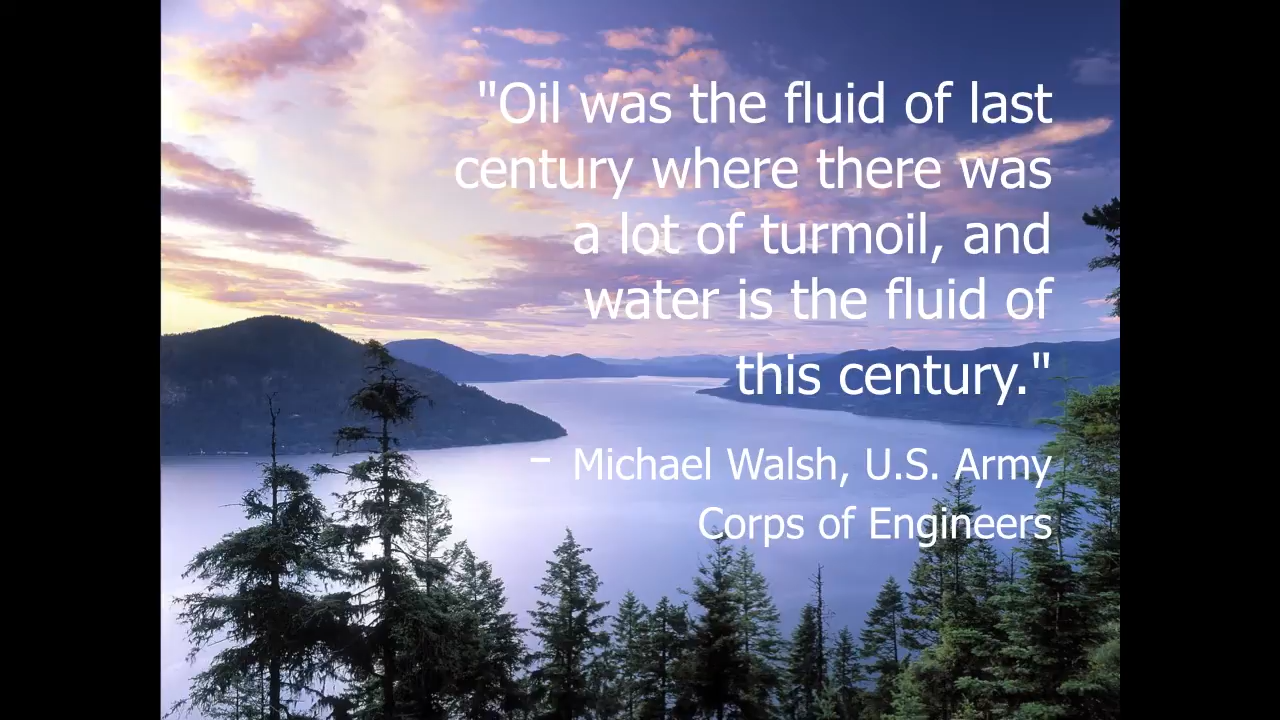 "Oil was the fluid of last
century where there was
a lot of turmoil, and
water is the fluid of
this century."
- Michael Walsh, U.S. Army
Corps of Engineers